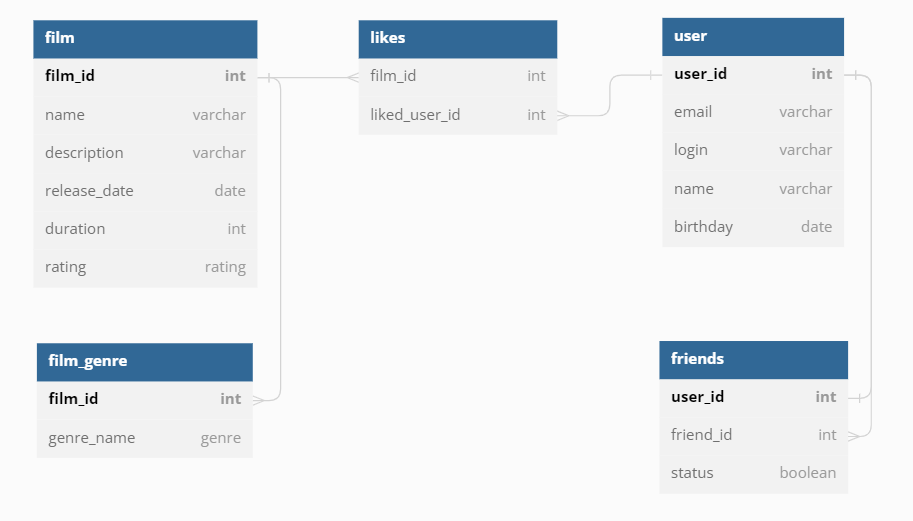 film
film_id int
name varchar
description varchar
release_date date
duration int
rating rating
likes
film_id int
liked_user_id int
user
user_id int
email varchar
login varchar
name varchar
birthday date
film_genre
film_id int
genre_name genre
friends
user_id int
friend_id int
status boolean